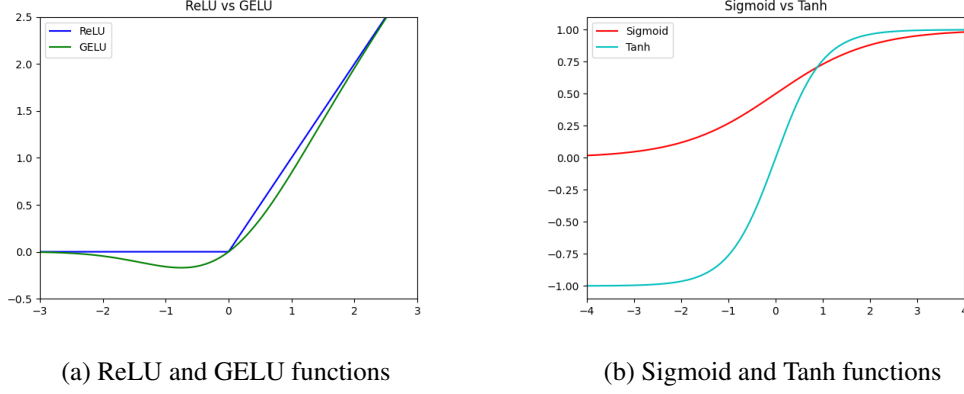 ReLU vs GELU functions
ReLU
GELU
2.5
2.0
1.5
1.0
0.5
0.0
−0.5
−3 −2 −1 0 1 2 3
(a) ReLU and GELU functions
Sigmoid vs Tanh
Sigmoid
Tanh
1.00
0.75
0.50
0.25
0.00
−0.25
−0.50
−0.75
−1.00
−4 −3 −2 −1 0 1 2 3 4
(b) Sigmoid and Tanh functions